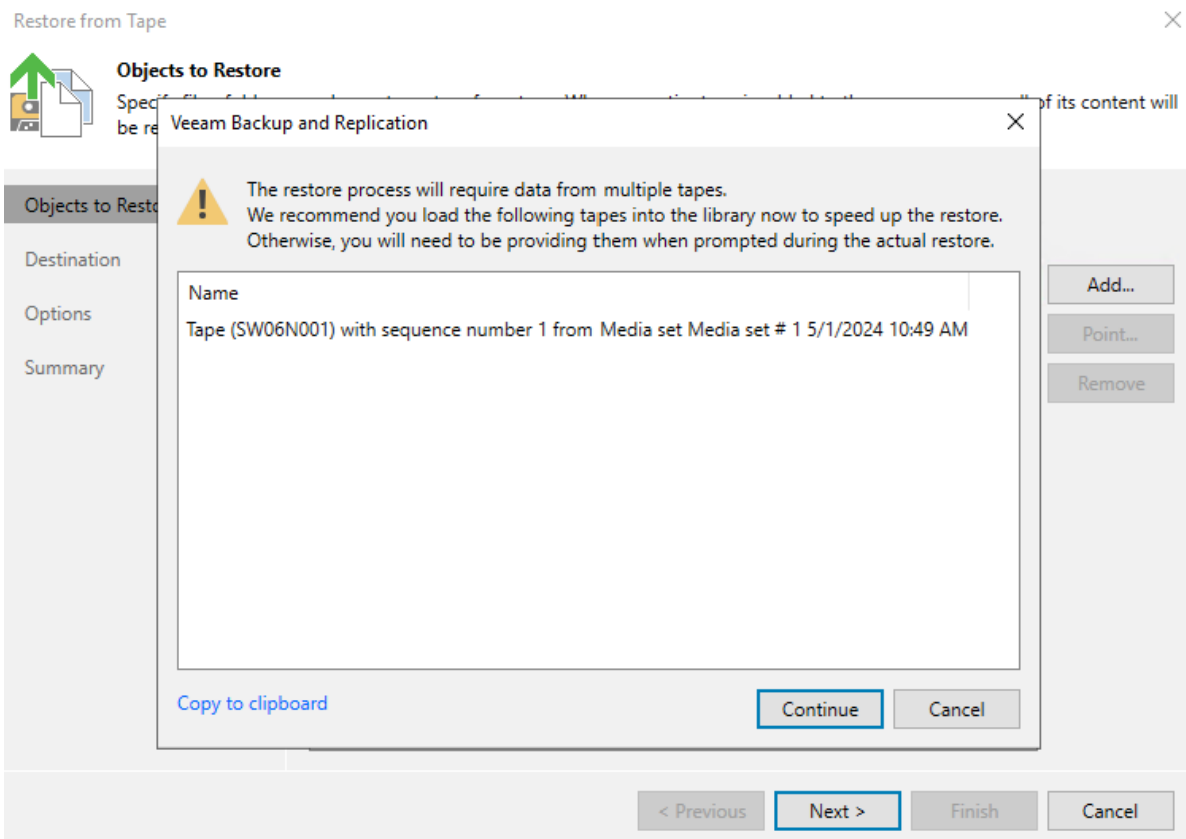 Restore from Tape
Objects to Restore
Specif
of its content will
be re
Veeam Backup and Replication
The restore process will require data from multiple tapes.
We recommend you load the following tapes into the library now to speed up the restore.
Otherwise, you will need to be providing them when prompted during the actual restore.
Objects to Resto
Destination
Options
Summary
Name
Tape (SW06N001) with sequence number 1 from Media set Media set # 1 5/1/2024 10:49 AM
Add...
Point...
Remove
Copy to clipboard
Continue
Cancel
< Previous
Next >
Finish
Cancel